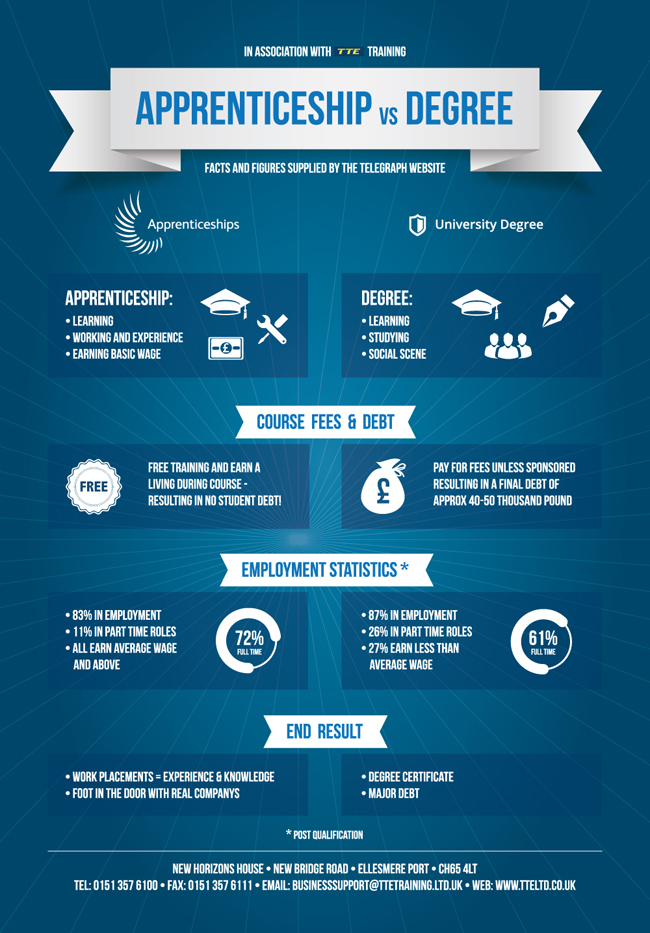 IN ASSOCIATION WITH TTE TRAINING
APPRENTICESHIP VS DEGREE
FACTS AND FIGURES SUPPLIED BY THE TELEGRAPH WEBSITE
Apprenticeships
University Degree
APPRENTICESHIP:
• LEARNING
• WORKING AND EXPERIENCE
• EARNING BASIC WAGE
£
DEGREE:
• LEARNING
• STUDYING
• SOCIAL SCENE
COURSE FEES & DEBT
FREE
FREE TRAINING AND EARN A
LIVING DURING COURSE -
RESULTING IN NO STUDENT DEBT!
£
PAY FOR FEES UNLESS SPONSORED
RESULTING IN A FINAL DEBT OF
APPROX 40-50 THOUSAND POUND
EMPLOYMENT STATISTICS *
• 83% IN EMPLOYMENT
• 11% IN PART TIME ROLES
• ALL EARN AVERAGE WAGE
AND ABOVE
72%
FULL TIME
• 87% IN EMPLOYMENT
• 26% IN PART TIME ROLES
• 27% EARN LESS THAN
AVERAGE WAGE
61%
FULL TIME
END RESULT
• WORK PLACEMENTS = EXPERIENCE & KNOWLEDGE
• FOOT IN THE DOOR WITH REAL COMPANYS
• DEGREE CERTIFICATE
• MAJOR DEBT
* POST QUALIFICATION
NEW HORIZONS HOUSE • NEW BRIDGE ROAD • ELLESMERE PORT • CH65 4LT
TEL: 0151 357 6100 • FAX: 0151 357 6111 • EMAIL: BUSINESSSUPPORT@TTETRAINING.LTD.UK • WEB: WWW.TTELTD.CO.UK